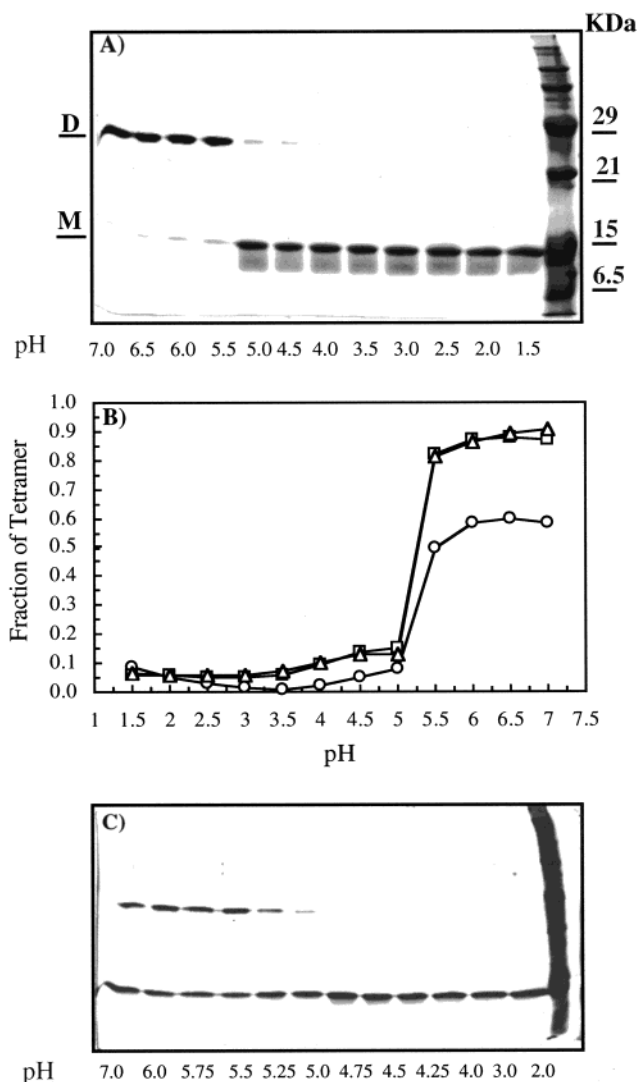 KDa
A)
D
29
21
M
15
6.5
pH 7.0 6.5 6.0 5.5 5.0 4.5 4.0 3.5 3.0 2.5 2.0 1.5
B)
Fraction of Tetramer
1.0
0.9
0.8
0.7
0.6
0.5
0.4
0.3
0.2
0.1
0.0
1 1.5 2 2.5 3 3.5 4 4.5 5 5.5 6 6.5 7 7.5
pH
C)
pH 7.0 6.0 5.75 5.5 5.25 5.0 4.75 4.5 4.25 4.0 3.0 2.0